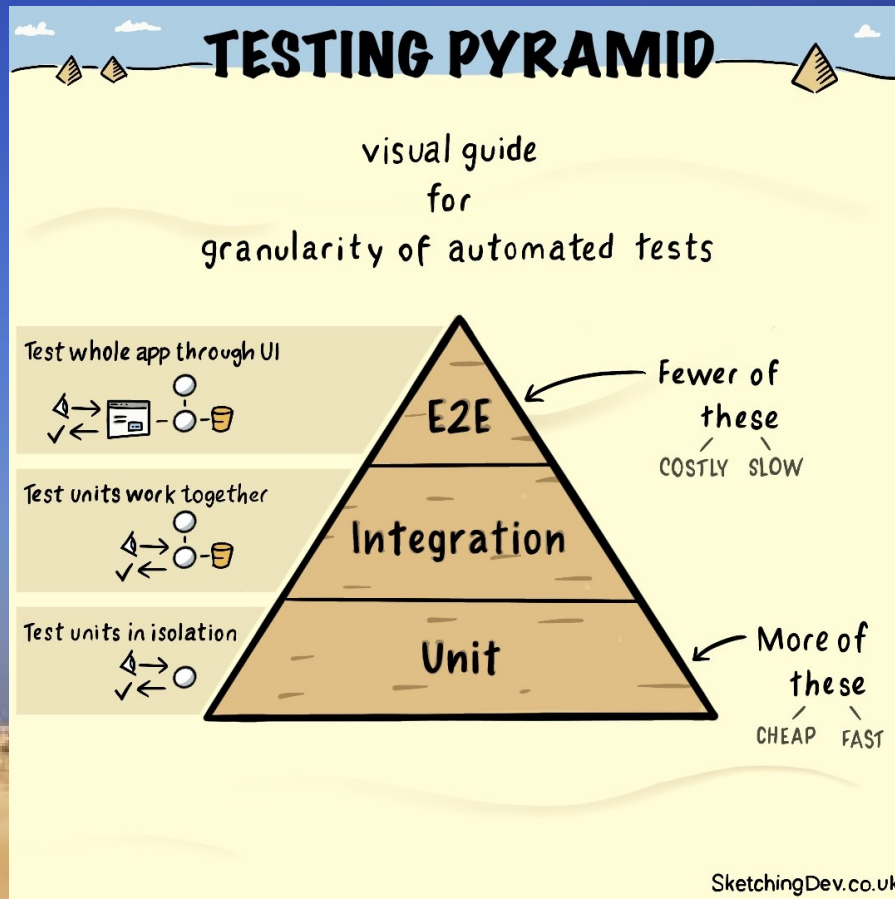 TESTING PYRAMID
visual guide
for
granularity of automated tests
Test whole app through UI
E2E
Fewer of
these
COSTLY SLOW
Test units work together
Integration
Test units in isolation
Unit
More of
these
CHEAP FAST
SketchingDev.co.uk